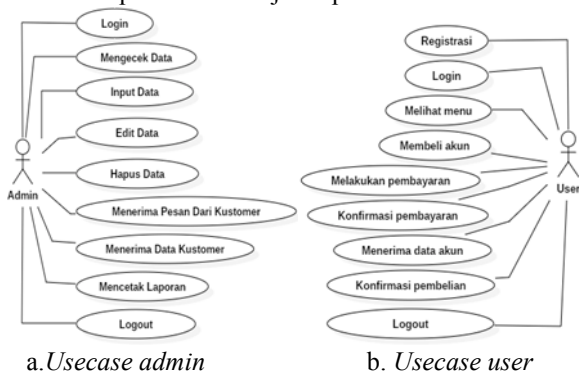 Login
Mengecek Data
Input Data
Edit Data
Hapus Data
Menerima Pesan Dari Kustomer
Menerima Data Kustomer
Mencetak Laporan
Logout
Admin
a.Usecase admin
Registrasi
Login
Melihat menu
Membeli akun
Melakukan pembayaran
Konfirmasi pembayaran
Menerima data akun
Konfirmasi pembelian
Logout
User
b. Usecase user